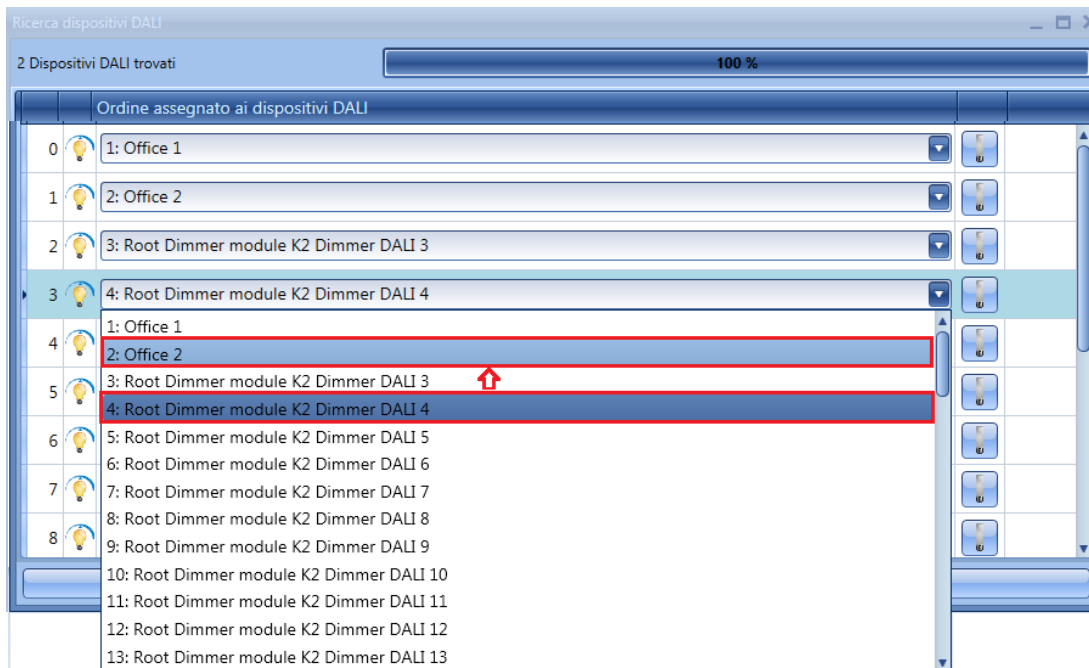 Ricerca dispositivi DALI
2 Dispositivi DALI trovati
100 %
Ordine assegnato ai dispositivi DALI
0 1: Office 1
1 2: Office 2
2 3: Root Dimmer module K2 Dimmer DALI 3
3 4: Root Dimmer module K2 Dimmer DALI 4
1: Office 1
4
2: Office 2
3: Root Dimmer module K2 Dimmer DALI 3
5
4: Root Dimmer module K2 Dimmer DALI 4
6 5: Root Dimmer module K2 Dimmer DALI 5
6: Root Dimmer module K2 Dimmer DALI 6
7 7: Root Dimmer module K2 Dimmer DALI 7
8: Root Dimmer module K2 Dimmer DALI 8
8 9: Root Dimmer module K2 Dimmer DALI 9
10: Root Dimmer module K2 Dimmer DALI 10
11: Root Dimmer module K2 Dimmer DALI 11
12: Root Dimmer module K2 Dimmer DALI 12
13: Root Dimmer module K2 Dimmer DALI 13